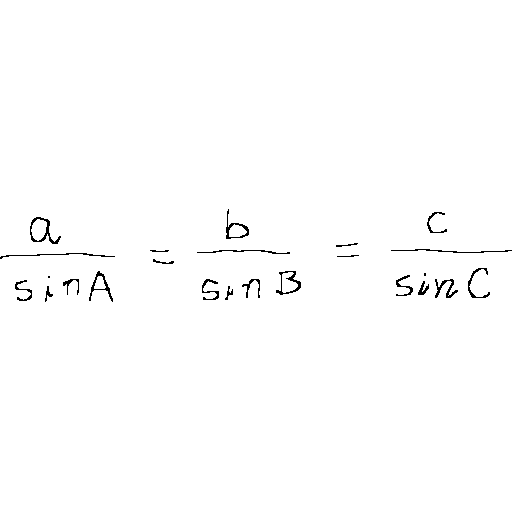 a/sinA = b/sinB = c/sinC